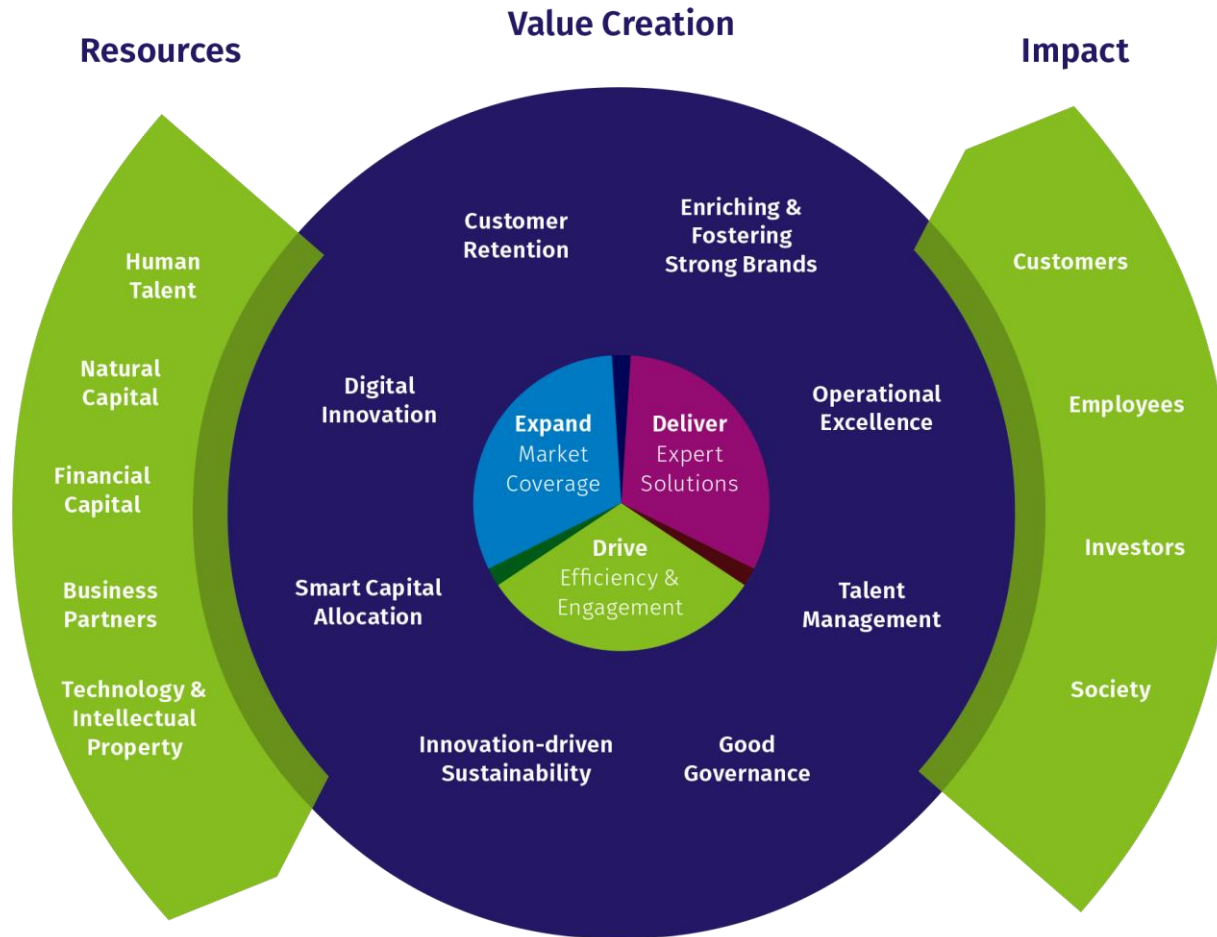 Resources
Human
Talent
Natural
Capital
Financial
Capital
Business
Partners
Technology &
Intellectual
Property
Value Creation
Customer
Retention
Enriching &
Fostering
Strong Brands
Digital
Innovation
Operational
Excellence
Expand
Market
Coverage
Deliver
Expert
Solutions
Drive
Efficiency &
Engagement
Smart Capital
Allocation
Talent
Management
Innovation-driven
Sustainability
Good
Governance
Impact
Customers
Employees
Investors
Society